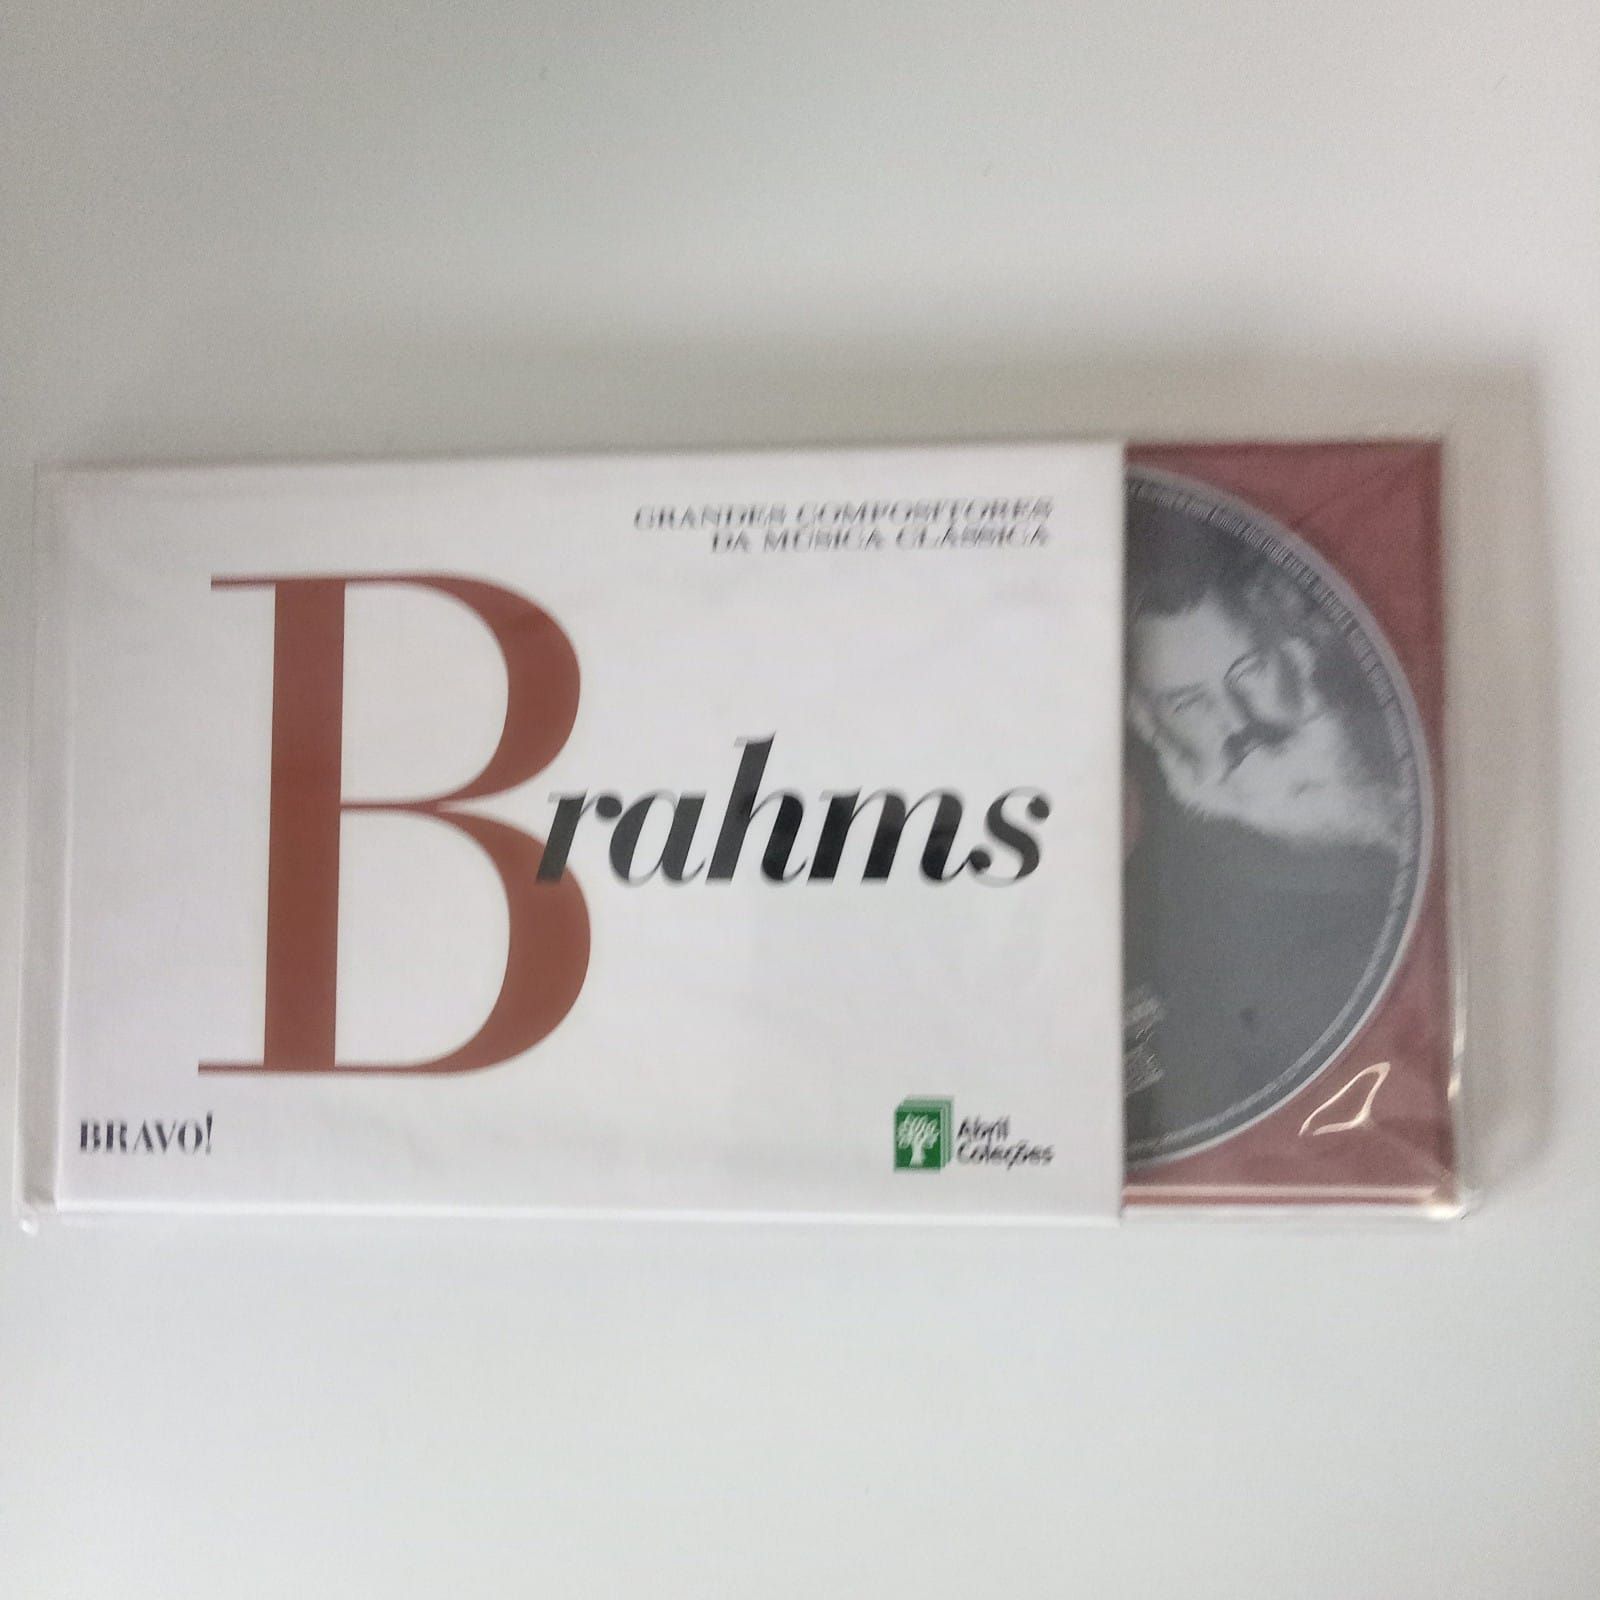 GRANDES COMPOSITORES
DA MÚSICA CLÁSSICA
Brahms
BRAVO!
Abril
Coleções